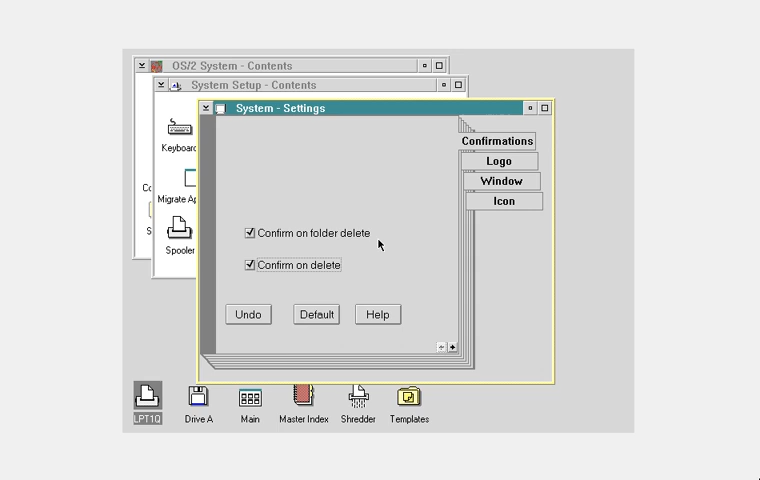 OS/2 System - Contents
System Setup - Contents
System - Settings
Confirmations
Logo
Window
Icon
Keyboar
Migrate Ap
Spooler
Confirm on folder delete
Confirm on delete
Undo
Default
Help
LPT1Q
Drive A
Main
Master Index
Shredder
Templates